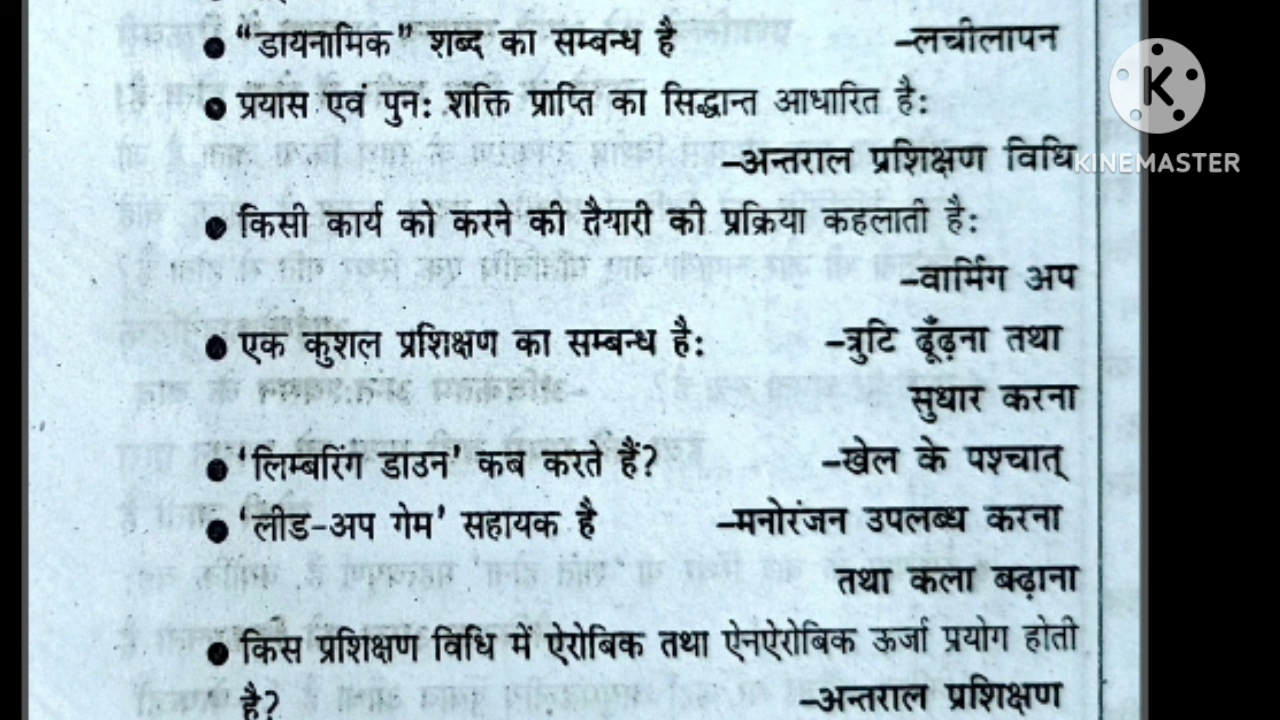 ● “डायनामिक” शब्द का सम्बन्ध है –लचीलापन
● प्रयास एवं पुनः शक्ति प्राप्ति का सिद्धान्त आधारित है:
–अन्तराल प्रशिक्षण विधि
● किसी कार्य को करने की तैयारी की प्रक्रिया कहलाती है:
–वार्मिग अप
● एक कुशल प्रशिक्षण का सम्बन्ध है: –त्रुटि ढूँढ़ना तथा
सुधार करना
● ‘लिम्बरिंग डाउन’ कब करते हैं? –खेल के पश्चात्
● ‘लीड-अप गेम’ सहायक है –मनोरंजन उपलब्ध करना
तथा कला बढ़ाना
● किस प्रशिक्षण विधि में ऐरोबिक तथा ऐनऐरोबिक ऊर्जा प्रयोग होती
है? –अन्तराल प्रशिक्षण
K
KINEMASTER